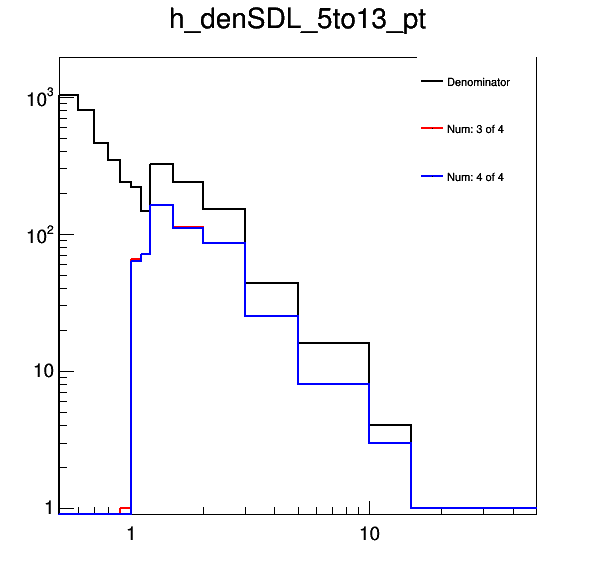 h_denSDL_5to13_pt
Denominator
Num: 3 of 4
Num: 4 of 4
10³
10²
10
1
1
10